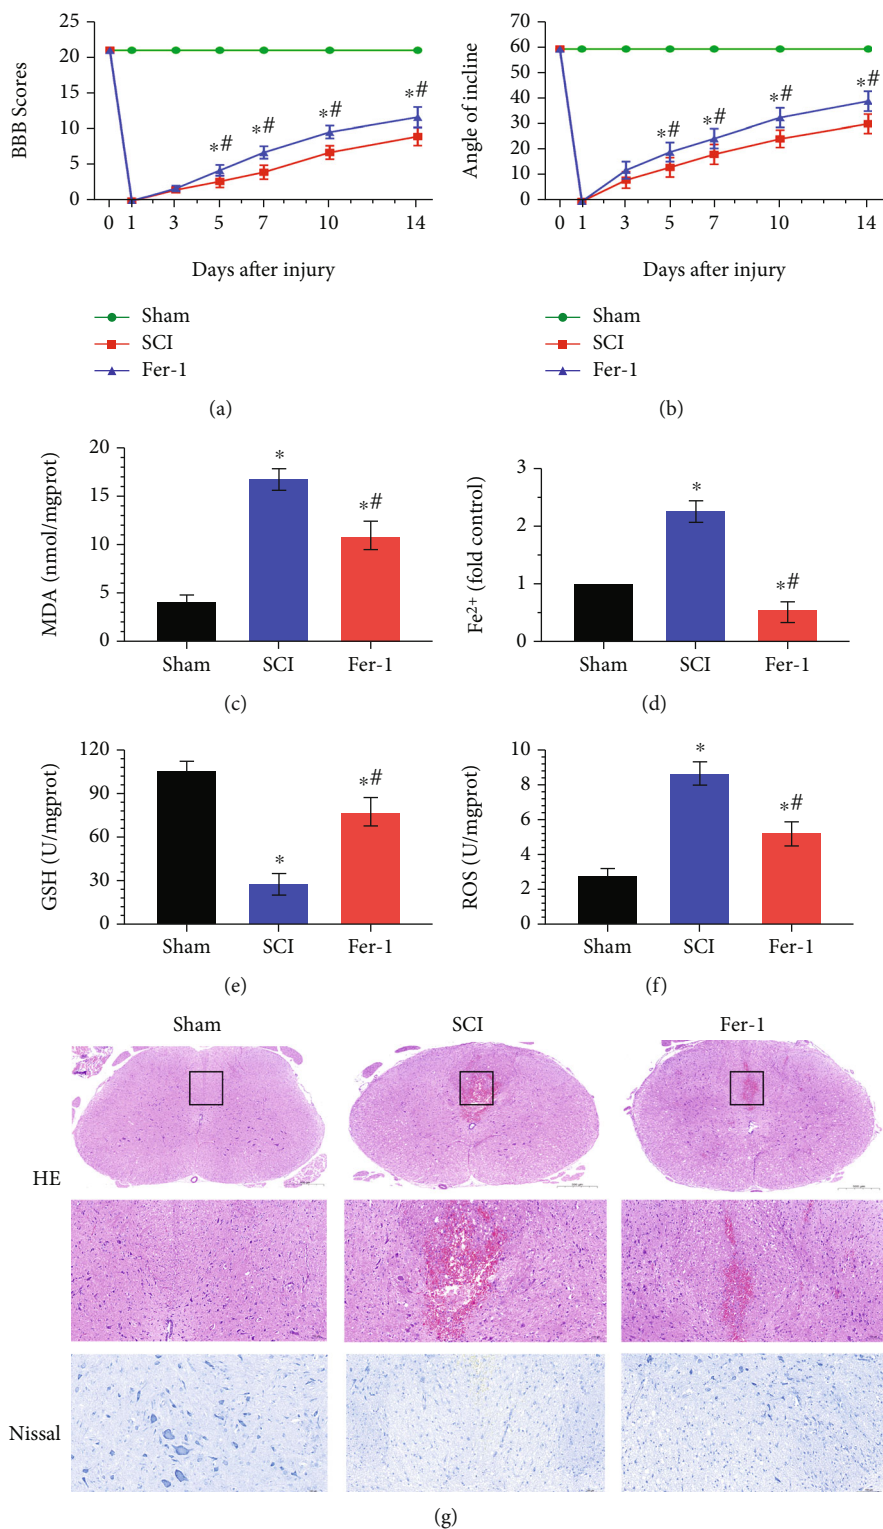 25
20
15
10
5
0
BBB Scores
*# *# *# *#
0 1 3 5 7 10 14
Days after injury
Sham
SCI
Fer-1
(a)
70
60
50
40
30
20
10
0
Angle of incline
*# *# *# *#
0 1 3 5 7 10 14
Days after injury
Sham
SCI
Fer-1
(b)
20
15
10
5
0
MDA (nmol/mgprot)
*
*#
Sham SCI Fer-1
(c)
3
2
1
0
Fe2+ (fold control)
*
*#
Sham SCI Fer-1
(d)
120
90
60
30
0
GSH (U/mgprot)
*
*#
Sham SCI Fer-1
(e)
10
8
6
4
2
0
ROS (U/mgprot)
*
*#
Sham SCI Fer-1
(f)
Sham SCI Fer-1
HE
Nissal
(g)